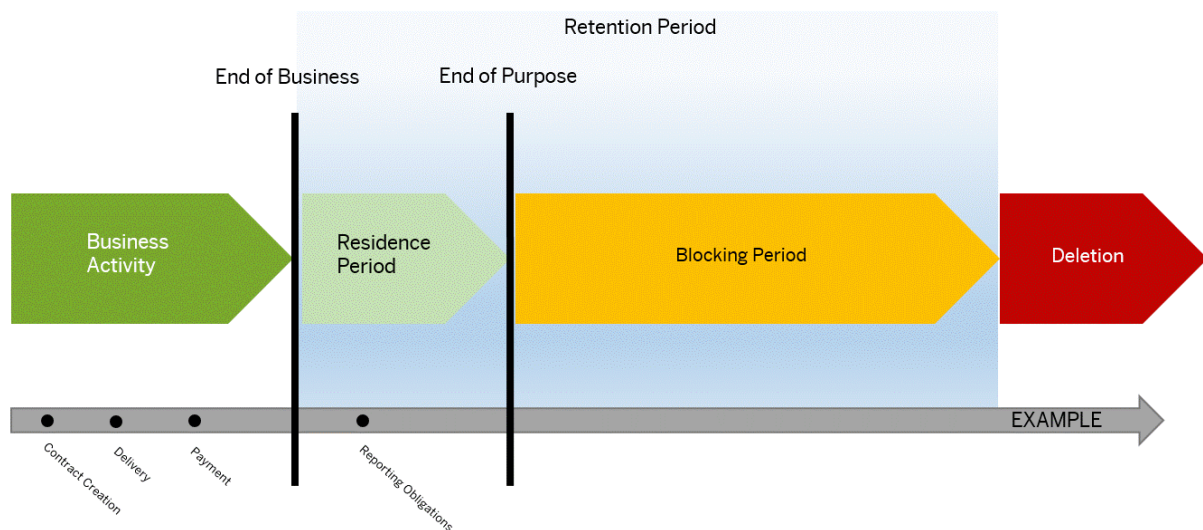 Retention Period
End of Business
End of Purpose
Business
Activity
Residence
Period
Blocking Period
Deletion
EXAMPLE
Contract Creation
Delivery
Payment
Reporting Obligations